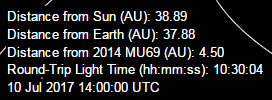 Distance from Sun (AU): 38.89
Distance from Earth (AU): 37.88
Distance from 2014 MU69 (AU): 4.50
Round-Trip Light Time (hh:mm:ss): 10:30:04
10 Jul 2017 14:00:00 UTC